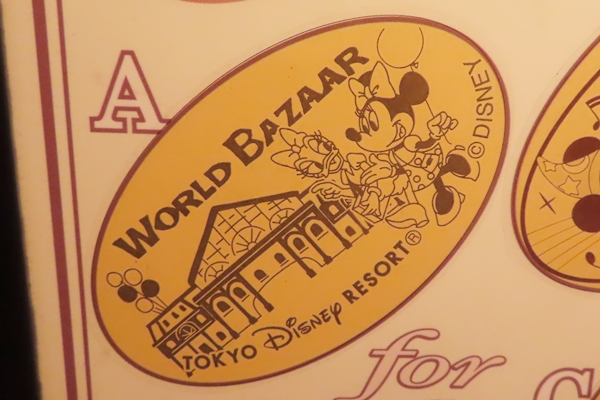 A
WORLD BAZAAR
© DISNEY
TOKYO Disney RESORT®
for